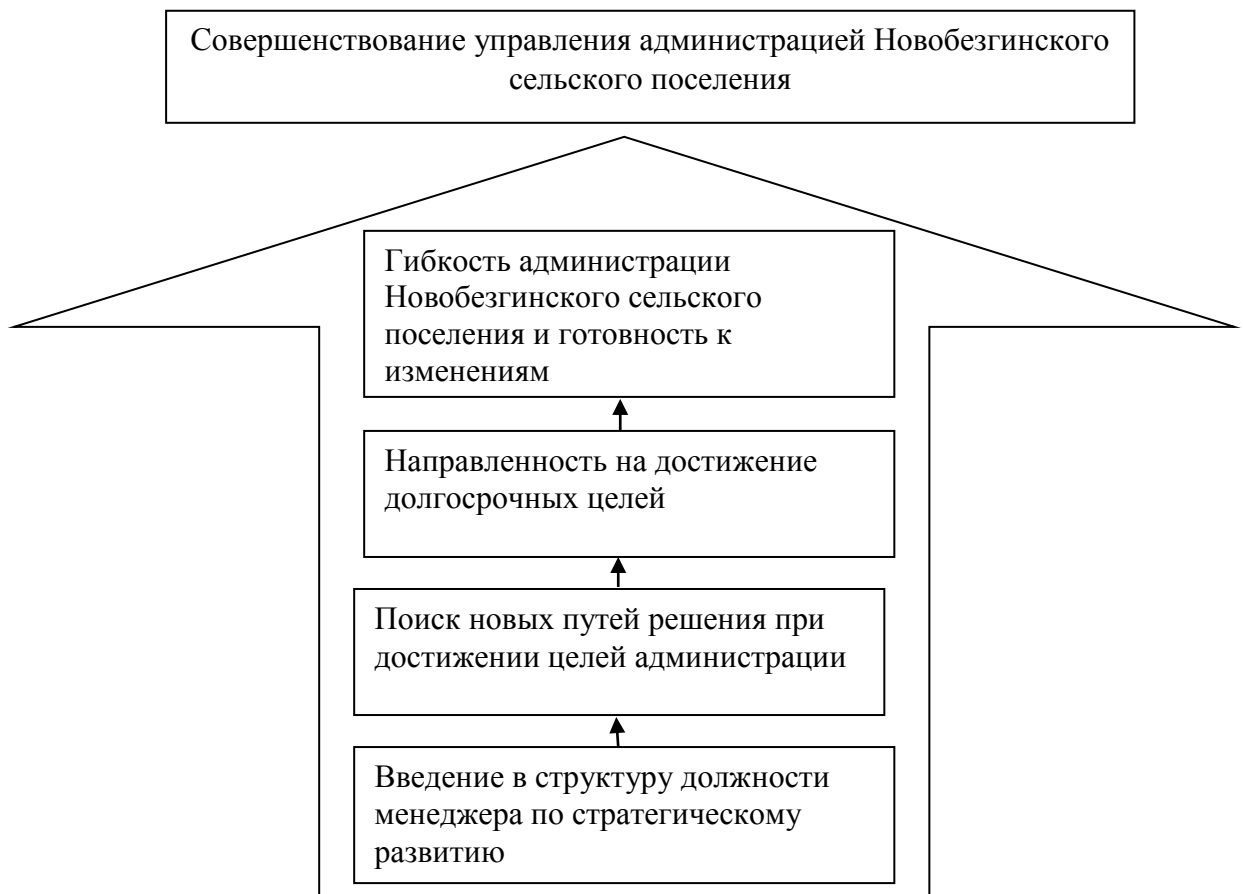 Совершенствование управления администрацией Новобезгинского
сельского поселения
Гибкость администрации
Новобезгинского сельского
поселения и готовность к
изменениям
Направленность на достижение
долгосрочных целей
Поиск новых путей решения при
достижении целей администрации
Введение в структуру должности
менеджера по стратегическому
развитию